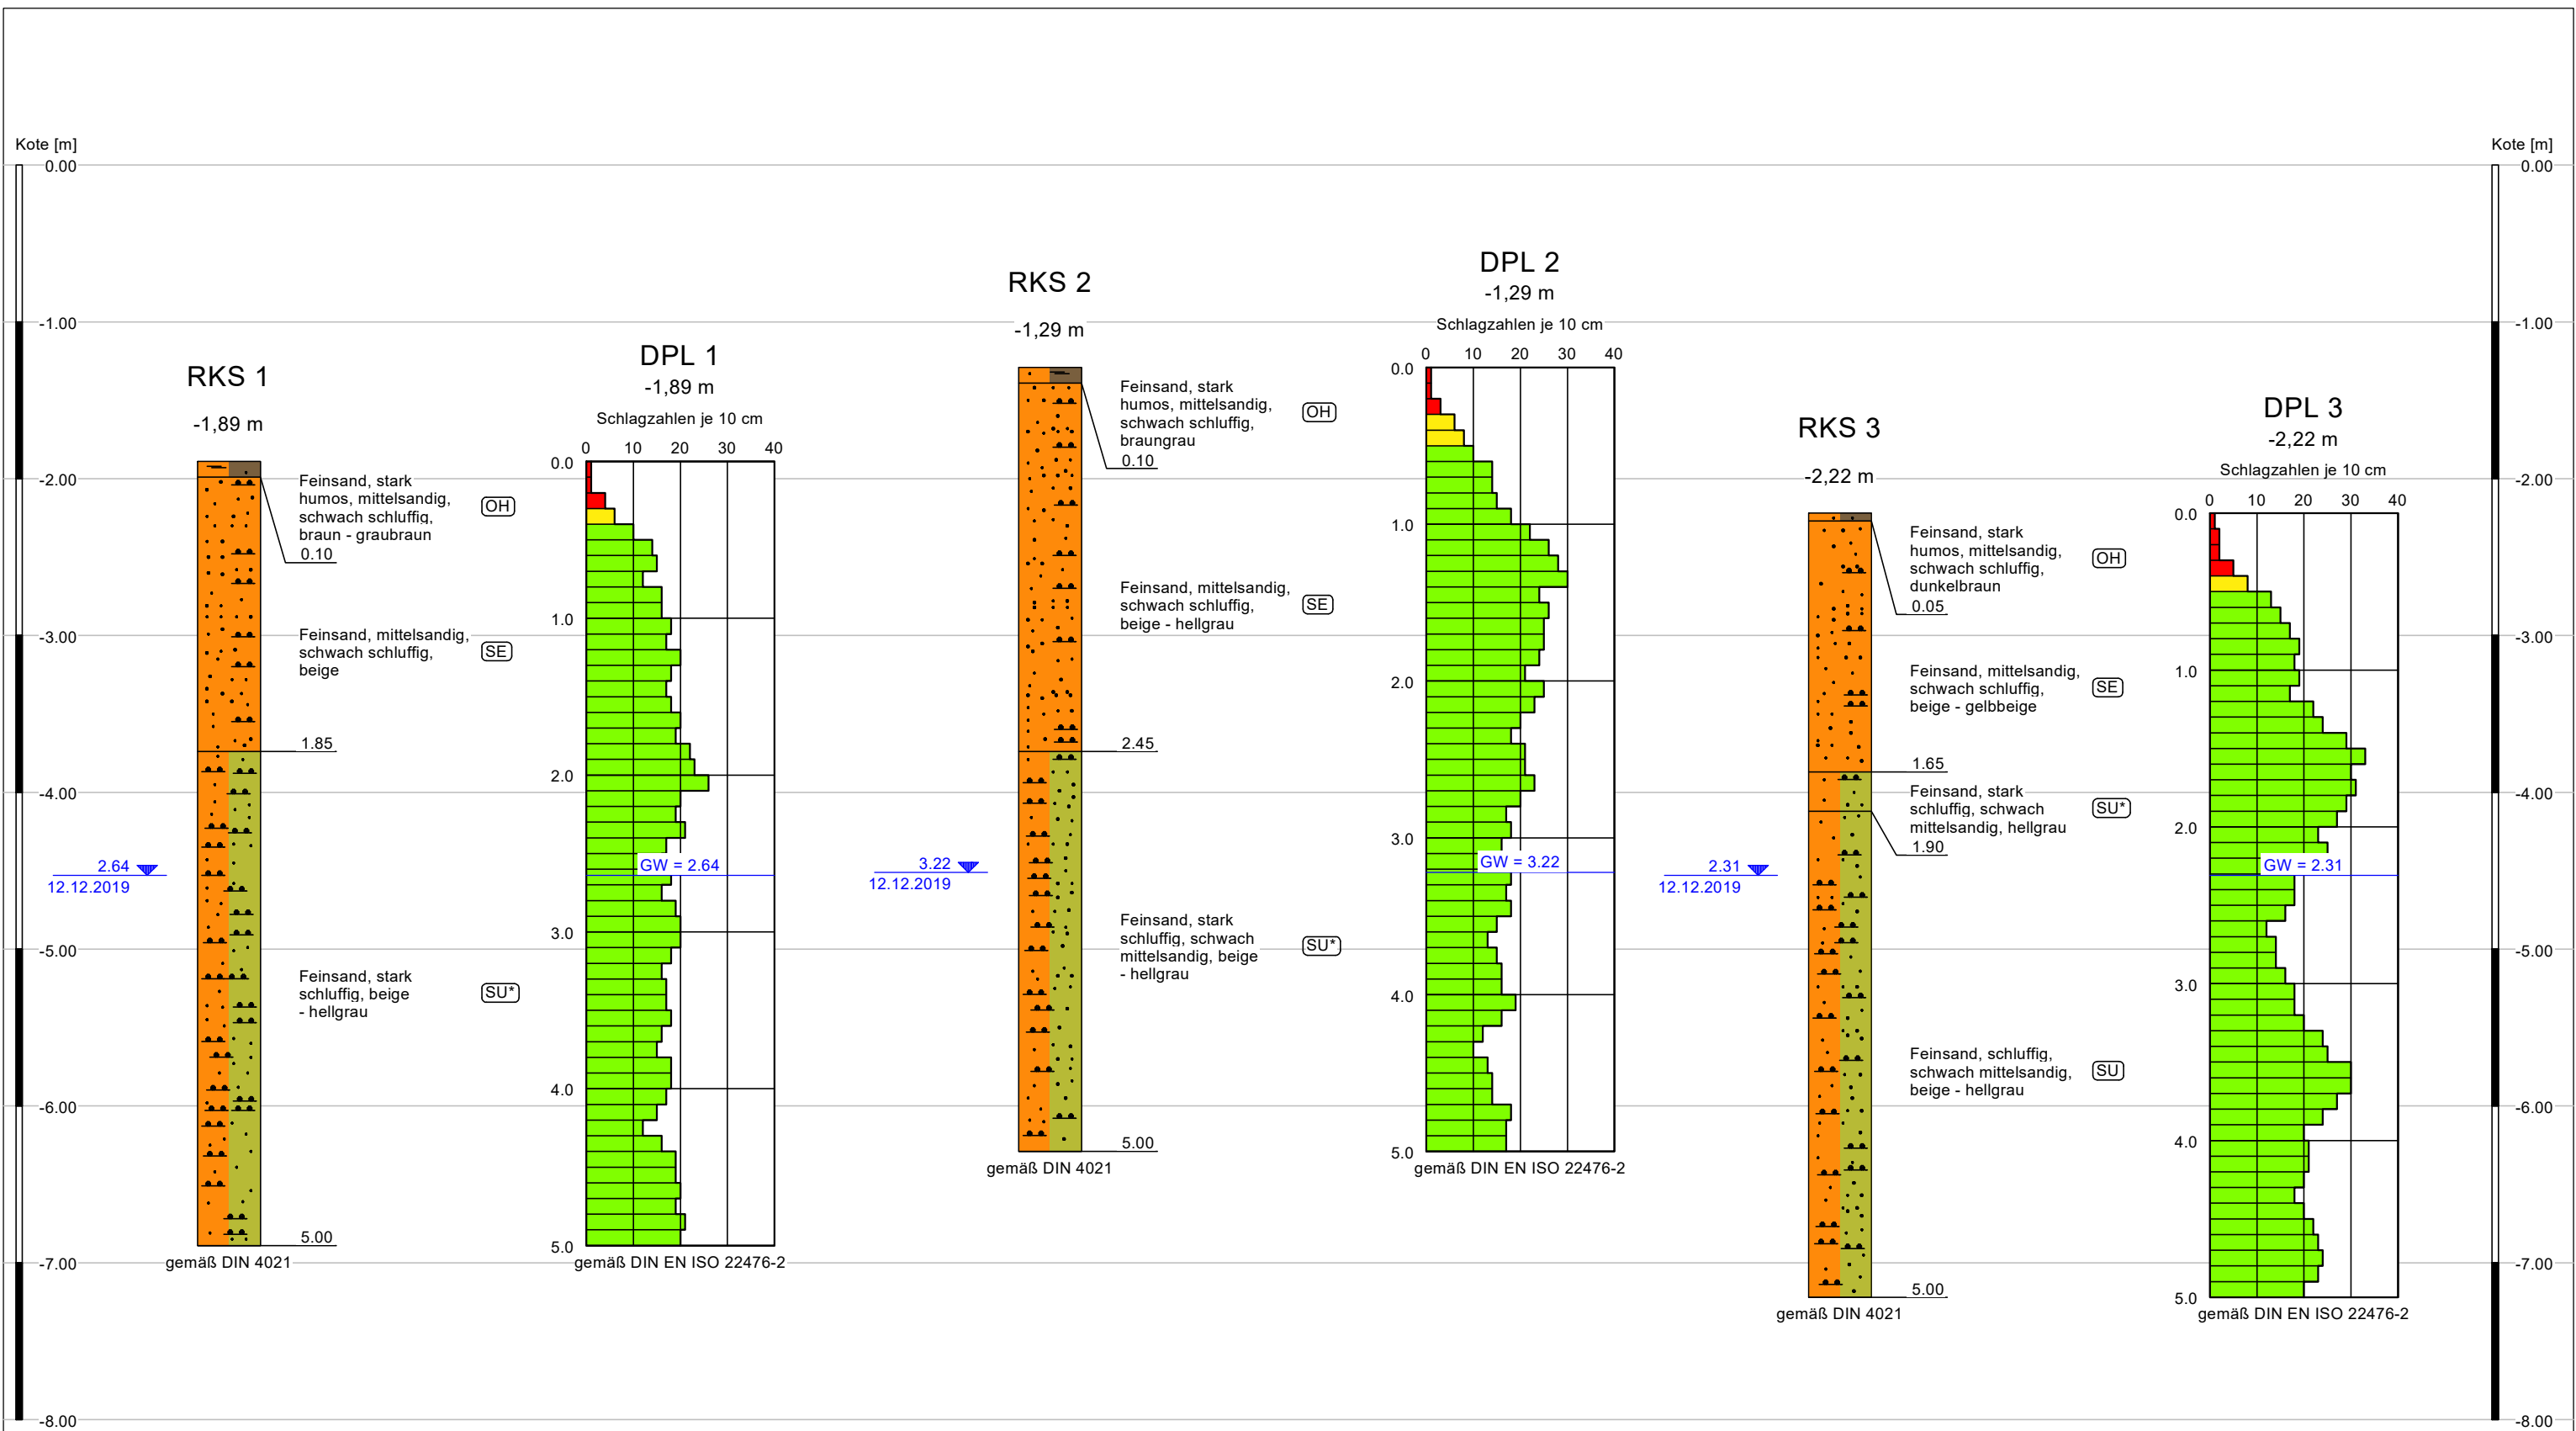 Kote [m]
0.00
-1.00
-2.00
-3.00
-4.00
-5.00
-6.00
-7.00
-8.00
RKS 1
-1,89 m
Feinsand, stark
humos, mittelsandig,
schwach schluffig,
braun - graubraun
OH
0.10
Feinsand, mittelsandig,
schwach schluffig,
beige
SE
1.85
2.64
12.12.2019
Feinsand, stark
schluffig, beige
- hellgrau
SU*
5.00
gemäß DIN 4021
DPL 1
-1,89 m
Schlagzahlen je 10 cm
0 10 20 30 40
0.0
1.0
2.0
GW = 2.64
3.0
4.0
5.0
gemäß DIN EN ISO 22476-2
RKS 2
-1,29 m
Feinsand, stark
humos, mittelsandig,
schwach schluffig,
braungrau
OH
0.10
Feinsand, mittelsandig,
schwach schluffig,
beige - hellgrau
SE
2.45
3.22
12.12.2019
Feinsand, stark
schluffig, schwach
mittelsandig, beige
- hellgrau
SU*
5.00
gemäß DIN 4021
DPL 2
-1,29 m
Schlagzahlen je 10 cm
0 10 20 30 40
0.0
1.0
2.0
3.0
GW = 3.22
4.0
5.0
gemäß DIN EN ISO 22476-2
RKS 3
-2,22 m
Feinsand, stark
humos, mittelsandig,
schwach schluffig,
dunkelbraun
OH
0.05
Feinsand, mittelsandig,
schwach schluffig,
beige - gelbbeige
SE
1.65
Feinsand, stark
schluffig, schwach
mittelsandig, hellgrau
SU*
1.90
2.31
12.12.2019
Feinsand, schluffig,
schwach mittelsandig,
beige - hellgrau
SU
5.00
gemäß DIN 4021
DPL 3
-2,22 m
Schlagzahlen je 10 cm
0 10 20 30 40
0.0
1.0
2.0
GW = 2.31
3.0
4.0
5.0
gemäß DIN EN ISO 22476-2
Kote [m]
0.00
-1.00
-2.00
-3.00
-4.00
-5.00
-6.00
-7.00
-8.00